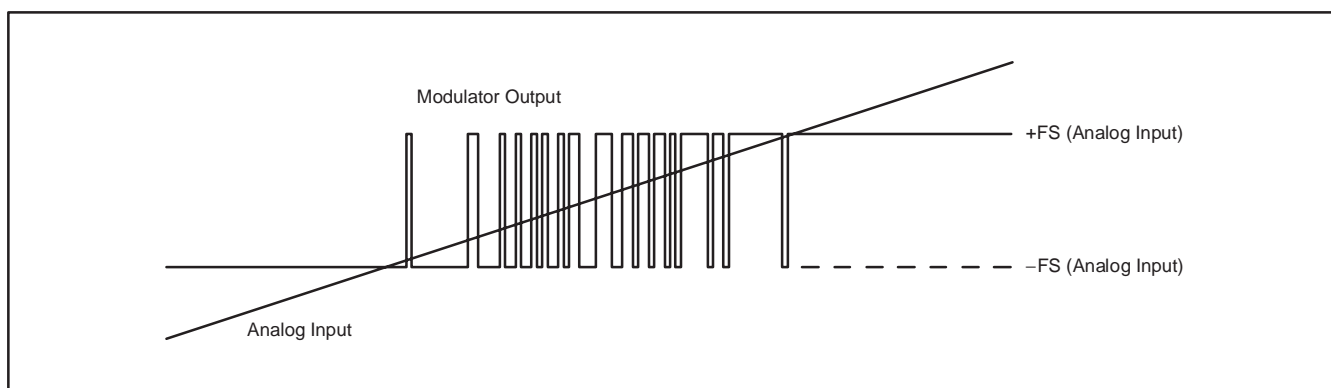 Modulator Output
+FS (Analog Input)
−FS (Analog Input)
Analog Input